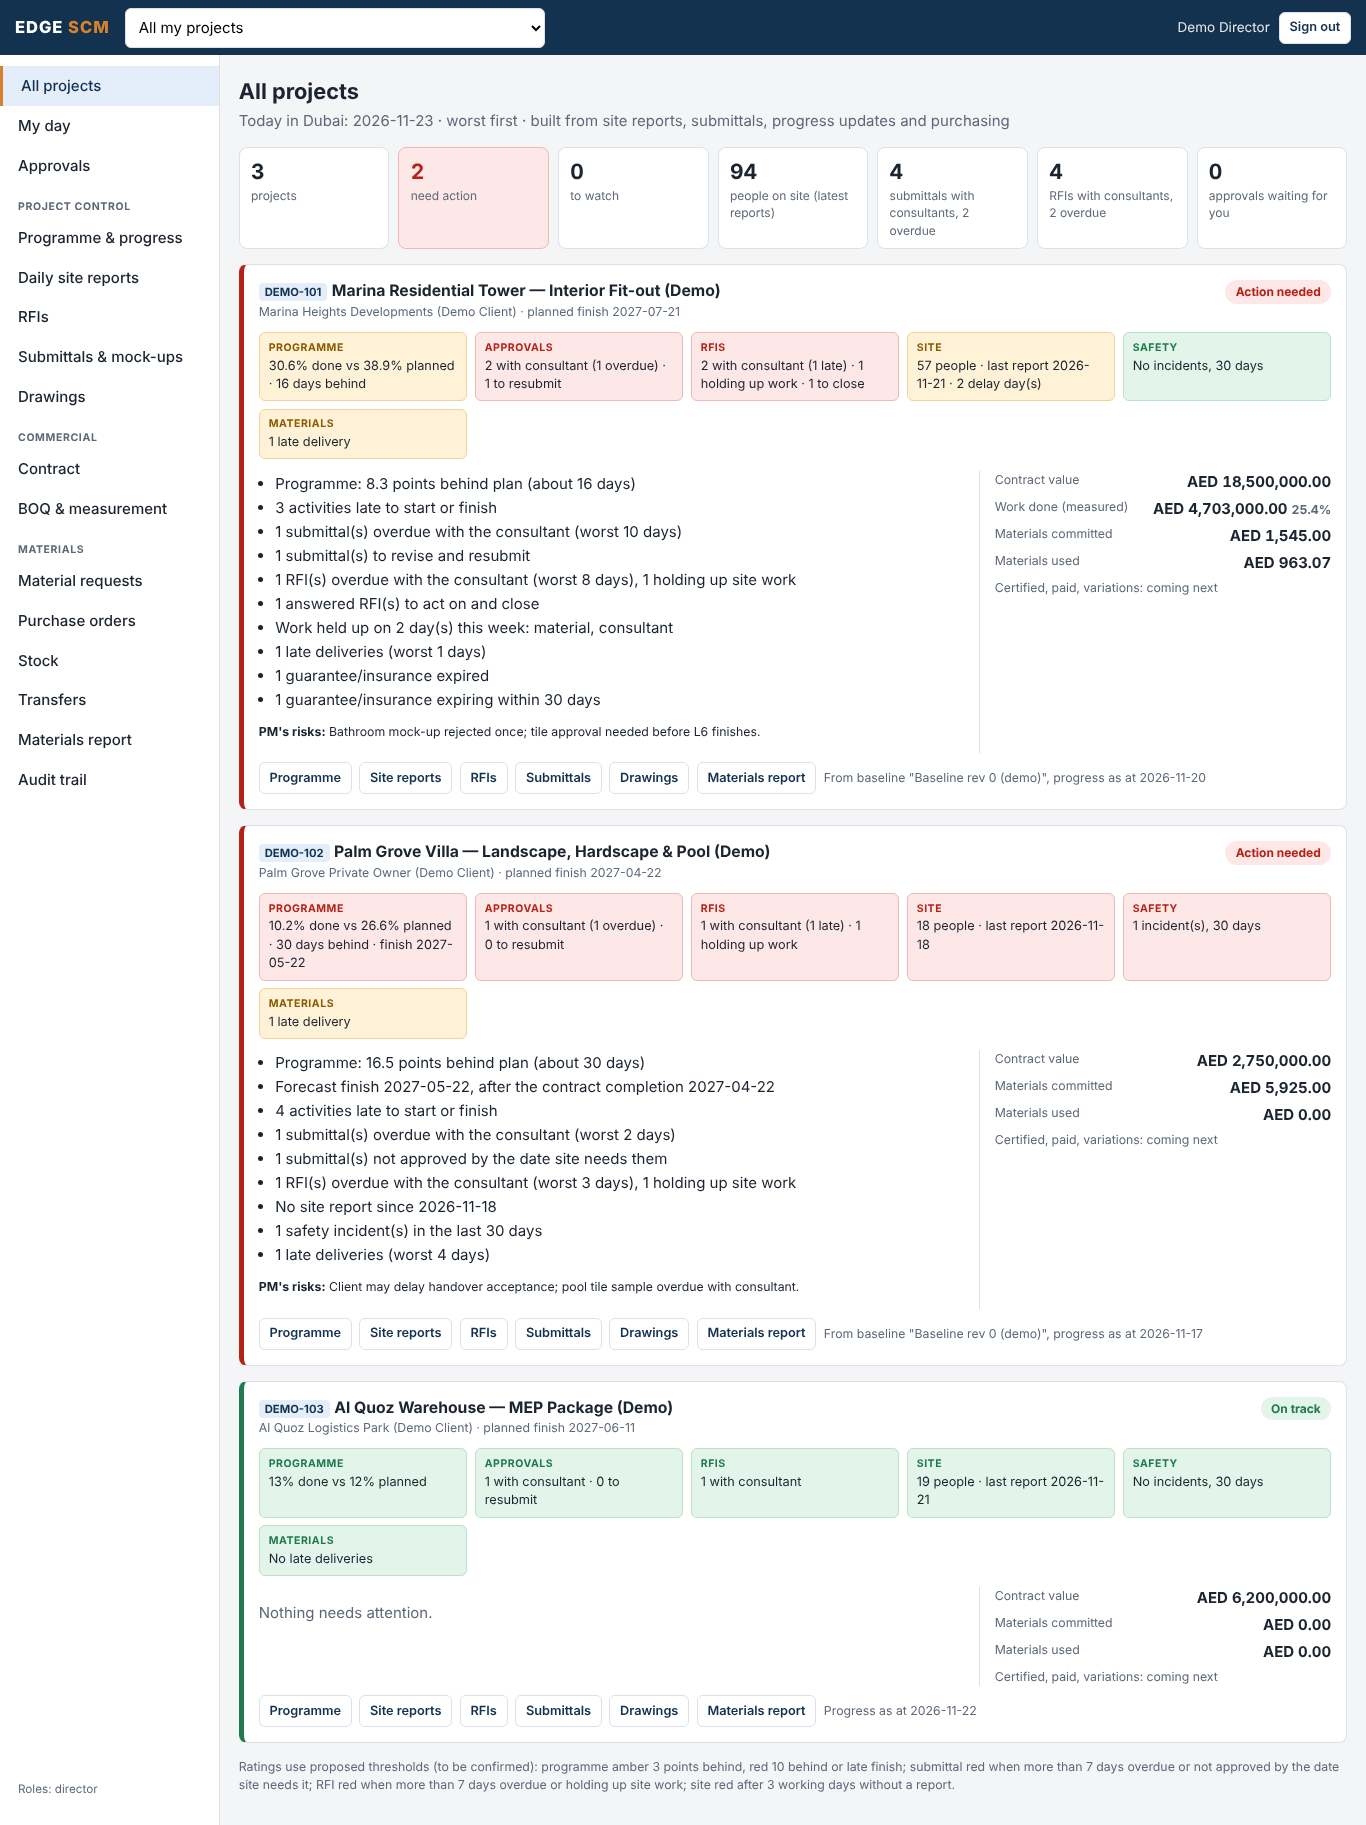 EDGE SCM
All my projects
Demo Director
Sign out
All projects
My day
Approvals
PROJECT CONTROL
Programme & progress
Daily site reports
RFIs
Submittals & mock-ups
Drawings
COMMERCIAL
Contract
BOQ & measurement
MATERIALS
Material requests
Purchase orders
Stock
Transfers
Materials report
Audit trail
Roles: director
All projects
Today in Dubai: 2026-11-23 · worst first · built from site reports, submittals, progress updates and purchasing
3
projects
2
need action
0
to watch
94
people on site (latest
reports)
4
submittals with
consultants, 2
overdue
4
RFIs with consultants,
2 overdue
0
approvals waiting for
you
DEMO-101 Marina Residential Tower — Interior Fit-out (Demo)
Action needed
Marina Heights Developments (Demo Client) · planned finish 2027-07-21
PROGRAMME
30.6% done vs 38.9% planned
· 16 days behind
APPROVALS
2 with consultant (1 overdue) ·
1 to resubmit
RFIS
2 with consultant (1 late) · 1
holding up work · 1 to close
SITE
57 people · last report 2026-
11-21 · 2 delay day(s)
SAFETY
No incidents, 30 days
MATERIALS
1 late delivery
• Programme: 8.3 points behind plan (about 16 days)
• 3 activities late to start or finish
• 1 submittal(s) overdue with the consultant (worst 10 days)
• 1 submittal(s) to revise and resubmit
• 1 RFI(s) overdue with the consultant (worst 8 days), 1 holding up site work
• 1 answered RFI(s) to act on and close
• Work held up on 2 day(s) this week: material, consultant
• 1 late deliveries (worst 1 days)
• 1 guarantee/insurance expired
• 1 guarantee/insurance expiring within 30 days
PM's risks: Bathroom mock-up rejected once; tile approval needed before L6 finishes.
Contract value AED 18,500,000.00
Work done (measured) AED 4,703,000.00 25.4%
Materials committed AED 1,545.00
Materials used AED 963.07
Certified, paid, variations: coming next
Programme Site reports RFIs Submittals Drawings Materials report From baseline "Baseline rev 0 (demo)", progress as at 2026-11-20
DEMO-102 Palm Grove Villa — Landscape, Hardscape & Pool (Demo)
Action needed
Palm Grove Private Owner (Demo Client) · planned finish 2027-04-22
PROGRAMME
10.2% done vs 26.6% planned
· 30 days behind · finish 2027-
05-22
APPROVALS
1 with consultant (1 overdue) ·
0 to resubmit
RFIS
1 with consultant (1 late) · 1
holding up work
SITE
18 people · last report 2026-11-
18
SAFETY
1 incident(s), 30 days
MATERIALS
1 late delivery
• Programme: 16.5 points behind plan (about 30 days)
• Forecast finish 2027-05-22, after the contract completion 2027-04-22
• 4 activities late to start or finish
• 1 submittal(s) overdue with the consultant (worst 2 days)
• 1 submittal(s) not approved by the date site needs them
• 1 RFI(s) overdue with the consultant (worst 3 days), 1 holding up site work
• No site report since 2026-11-18
• 1 safety incident(s) in the last 30 days
• 1 late deliveries (worst 4 days)
PM's risks: Client may delay handover acceptance; pool tile sample overdue with consultant.
Contract value AED 2,750,000.00
Materials committed AED 5,925.00
Materials used AED 0.00
Certified, paid, variations: coming next
Programme Site reports RFIs Submittals Drawings Materials report From baseline "Baseline rev 0 (demo)", progress as at 2026-11-17
DEMO-103 Al Quoz Warehouse — MEP Package (Demo)
On track
Al Quoz Logistics Park (Demo Client) · planned finish 2027-06-11
PROGRAMME
13% done vs 12% planned
APPROVALS
1 with consultant · 0 to
resubmit
RFIS
1 with consultant
SITE
19 people · last report 2026-11-
21
SAFETY
No incidents, 30 days
MATERIALS
No late deliveries
Nothing needs attention.
Contract value AED 6,200,000.00
Materials committed AED 0.00
Materials used AED 0.00
Certified, paid, variations: coming next
Programme Site reports RFIs Submittals Drawings Materials report Progress as at 2026-11-22
Ratings use proposed thresholds (to be confirmed): programme amber 3 points behind, red 10 behind or late finish; submittal red when more than 7 days overdue or not approved by the date
site needs it; RFI red when more than 7 days overdue or holding up site work; site red after 3 working days without a report.